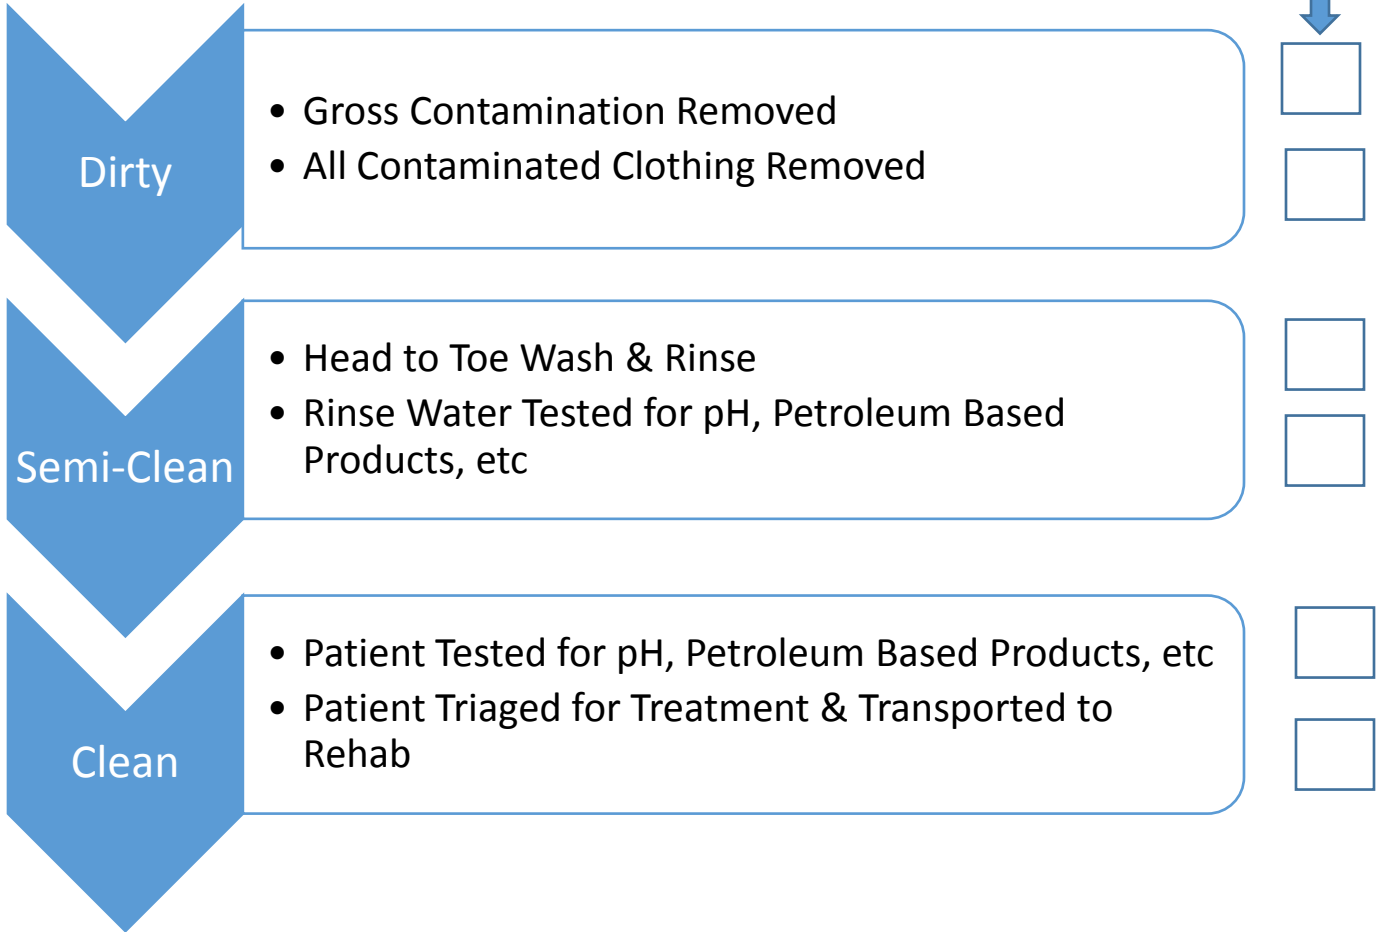 Dirty
• Gross Contamination Removed
• All Contaminated Clothing Removed
Semi-Clean
• Head to Toe Wash & Rinse
• Rinse Water Tested for pH, Petroleum Based
Products, etc
Clean
• Patient Tested for pH, Petroleum Based Products, etc
• Patient Triaged for Treatment & Transported to
Rehab